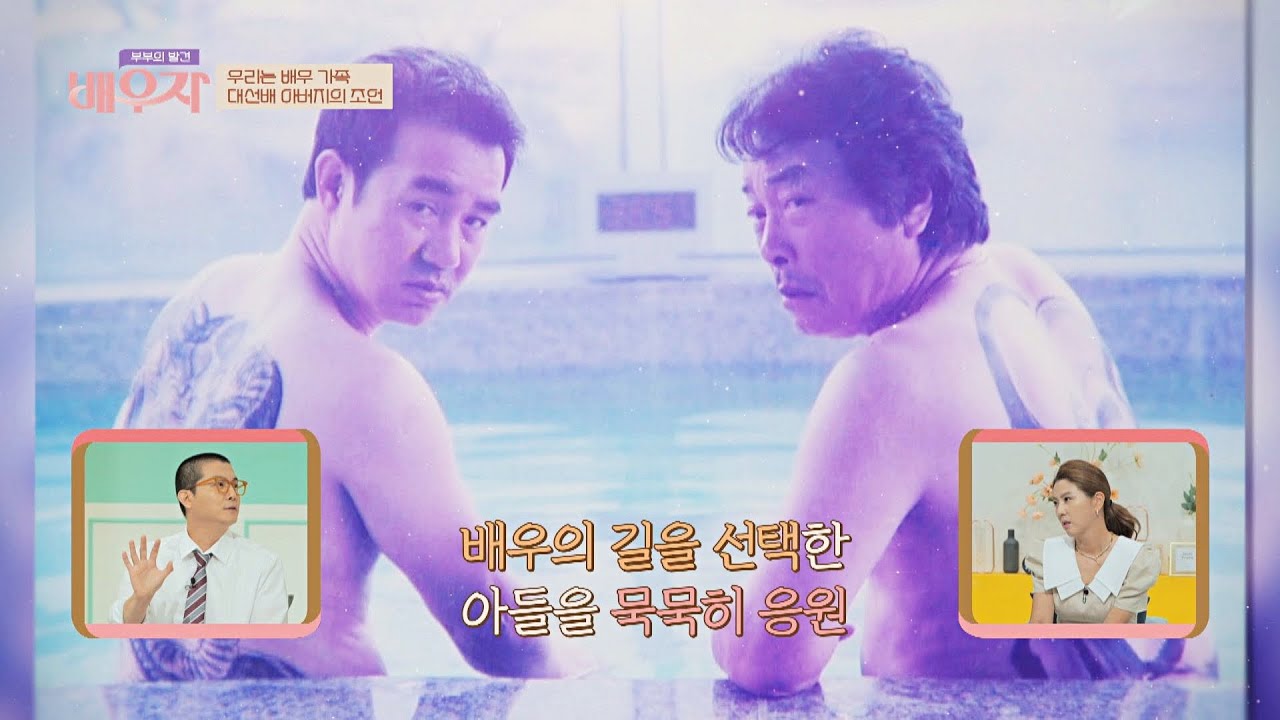 부부의 발견
배우자
우리는 배우 가족
대선배 아버지의 조언
배우의 길을 선택한
아들을 묵묵히 응원